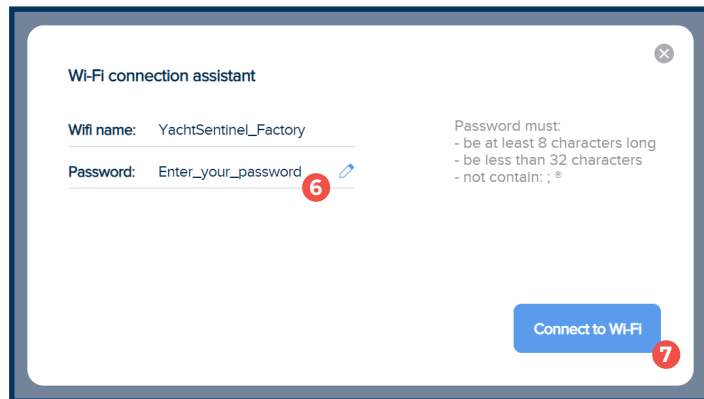 Wi-Fi connection assistant
Wifi name: YachtSentinel_Factory
Password: Enter_your_password
6
Password must:
- be at least 8 characters long
- be less than 32 characters
- not contain: ; ®
Connect to Wi-Fi
7